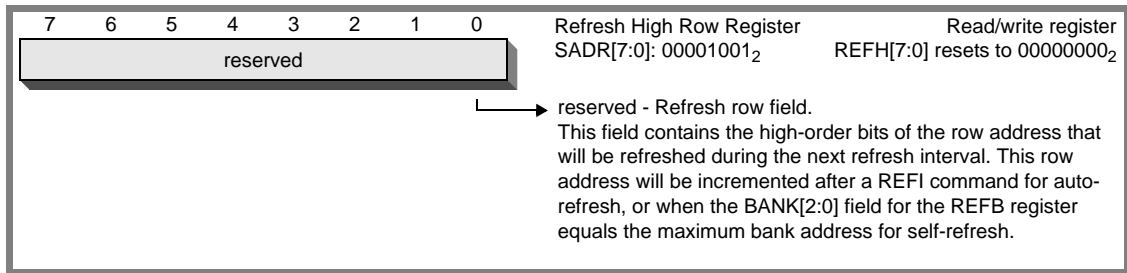 7 6 5 4 3 2 1 0
reserved
Refresh High Row Register Read/write register
SADR[7:0]: 00001001₂ REFH[7:0] resets to 00000000₂
reserved - Refresh row field.
This field contains the high-order bits of the row address that
will be refreshed during the next refresh interval. This row
address will be incremented after a REFI command for auto-
refresh, or when the BANK[2:0] field for the REFB register
equals the maximum bank address for self-refresh.